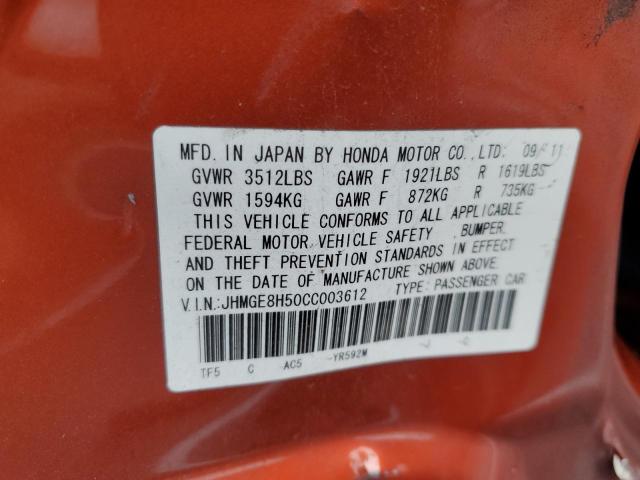 MFD. IN JAPAN BY HONDA MOTOR CO.,LTD. 09/11
GVWR 3512LBS GAWR F 1921LBS R 1619LBS
GVWR 1594KG GAWR F 872KG R 735KG
THIS VEHICLE CONFORMS TO ALL APPLICABLE
FEDERAL MOTOR VEHICLE SAFETY ,BUMPER,
AND THEFT PREVENTION STANDARDS IN EFFECT
ON THE DATE OF MANUFACTURE SHOWN ABOVE.
V.I.N.:JHMGE8H50CC003612 TYPE: PASSENGER CAR
TF5 C AC5 -YR592M